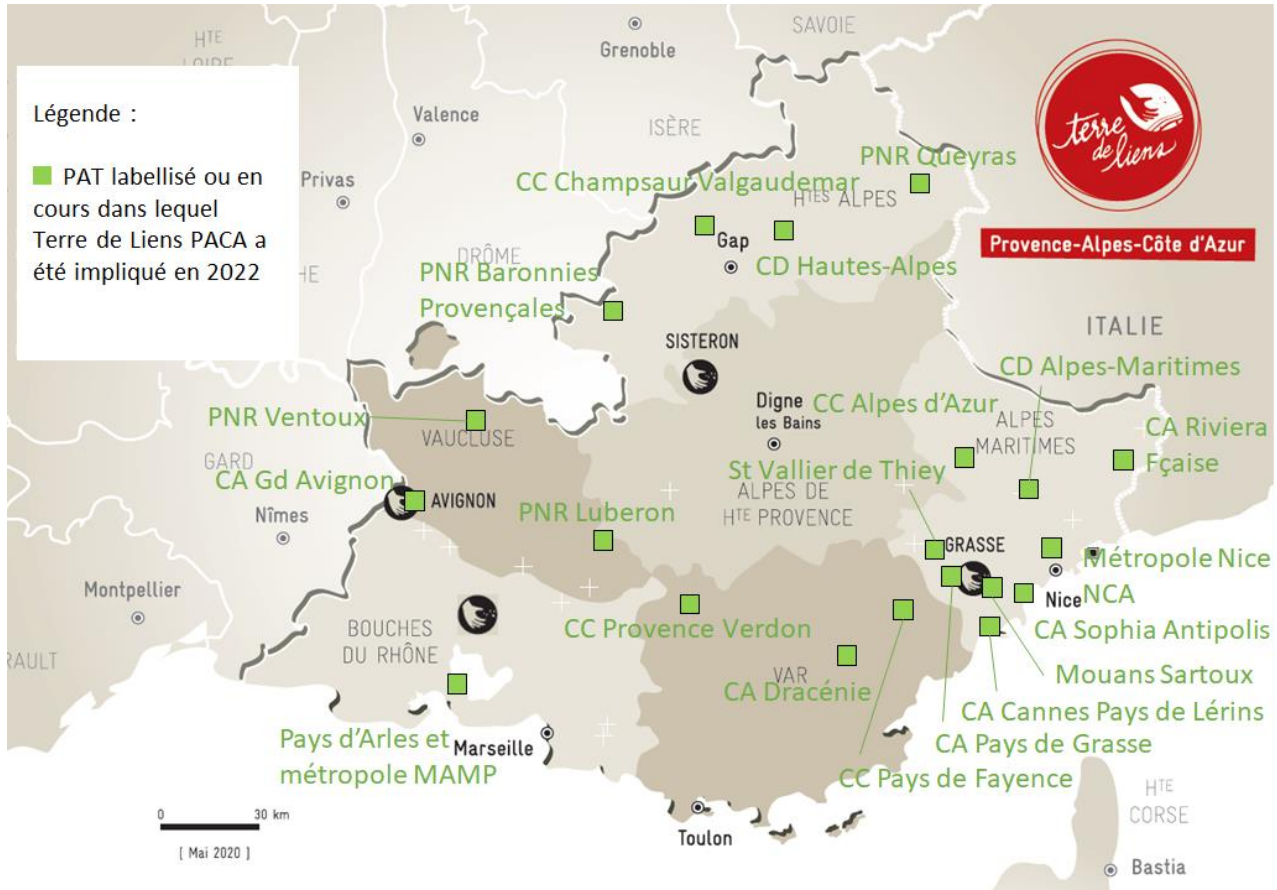 Légende :
PAT labellisé ou en
cours dans lequel
Terre de Liens PACA a
été impliqué en 2022
HTE
LOIRE
Grenoble
SAVOIE
Valence
ISÈRE
Privas
terre
de liens
Provence-Alpes-Côte d'Azur
PNR Queyras
CC Champsaur Valgaudemar
HTES ALPES
Gap
CD Hautes-Alpes
DRÔME
PNR Baronnies
Provençales
ITALIE
SISTERON
CD Alpes-Maritimes
Digne
les Bains
CC Alpes d'Azur
ALPES
MARITIMES
CA Riviera
Fçaise
PNR Ventoux
VAUCLUSE
GARD
CA Gd Avignon
AVIGNON
St Vallier de Thiey
ALPES DE
HTE PROVENCE
Nîmes
PNR Luberon
GRASSE
Métropole Nice
NCA
Nice
Montpellier
BOUCHES
DU RHÔNE
CC Provence Verdon
CA Sophia Antipolis
RAULT
VAR
CA Dracénie
Mouans Sartoux
CA Cannes Pays de Lérins
Pays d'Arles et
métropole MAMP
Marseille
CA Pays de Grasse
CC Pays de Fayence
HTE
CORSE
0 30 km
[ Mai 2020 ]
Toulon
Bastia